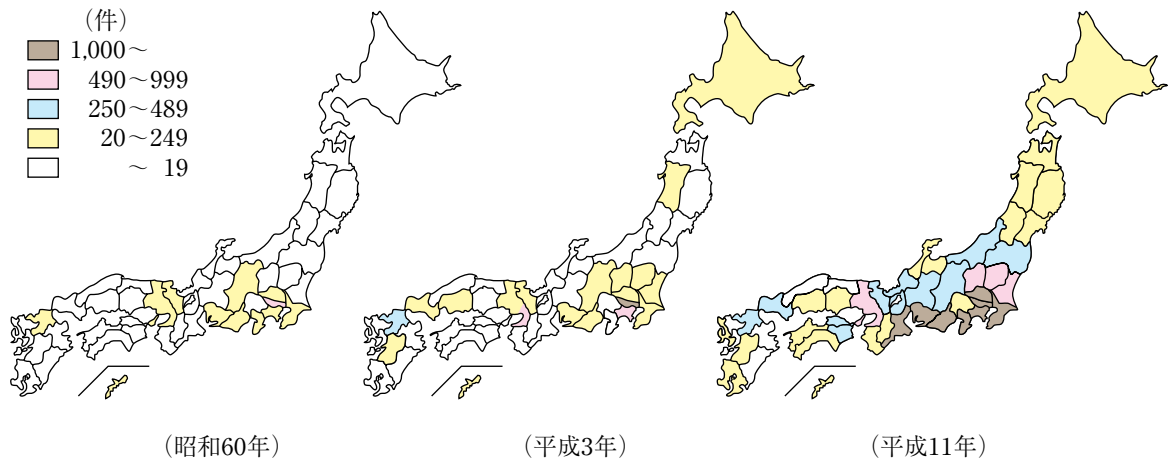 (件)
1,000～
490～999
250～489
20～249
～ 19
(昭和60年)
(平成3年)
(平成11年)